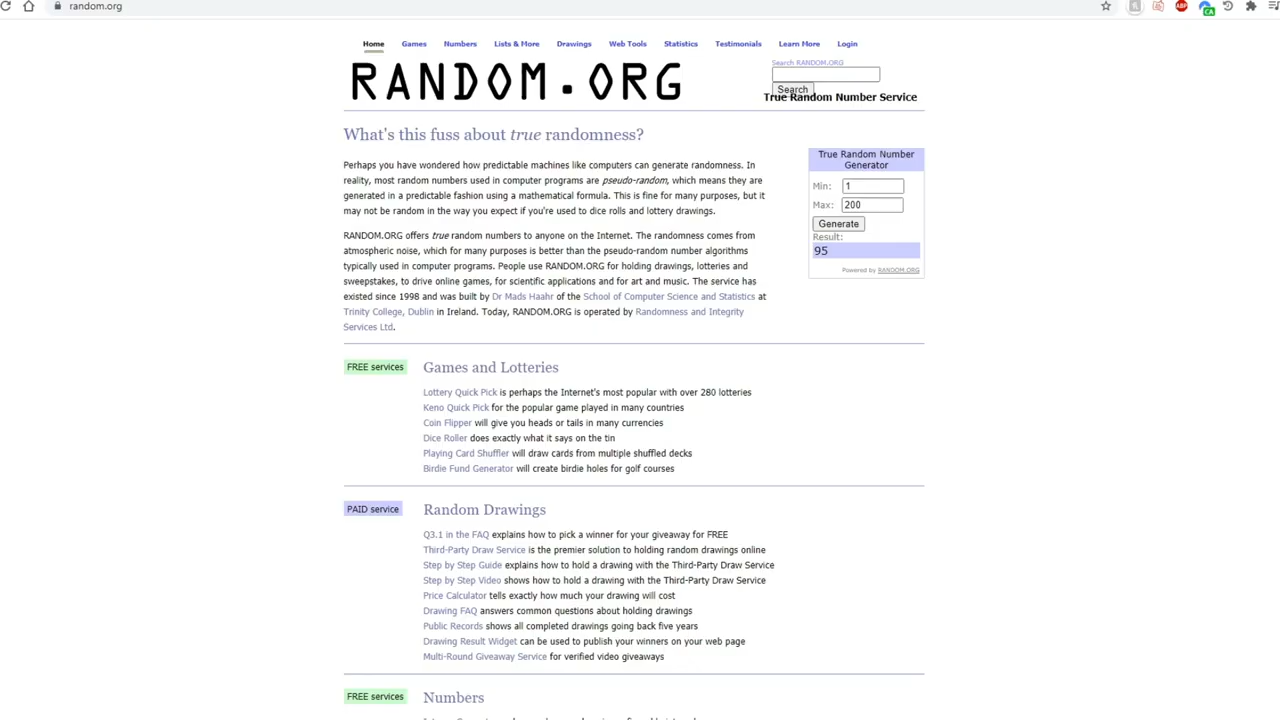 random.org
CA
Home Games Numbers Lists & More Drawings Web Tools Statistics Testimonials Learn More Login
RANDOM.ORG
Search RANDOM.ORG
Search
True Random Number Service
What's this fuss about true randomness?
Perhaps you have wondered how predictable machines like computers can generate randomness. In
reality, most random numbers used in computer programs are pseudo-random, which means they are
generated in a predictable fashion using a mathematical formula. This is fine for many purposes, but it
may not be random in the way you expect if you're used to dice rolls and lottery drawings.
RANDOM.ORG offers true random numbers to anyone on the Internet. The randomness comes from
atmospheric noise, which for many purposes is better than the pseudo-random number algorithms
typically used in computer programs. People use RANDOM.ORG for holding drawings, lotteries and
sweepstakes, to drive online games, for scientific applications and for art and music. The service has
existed since 1998 and was built by Dr Mads Haahr of the School of Computer Science and Statistics at
Trinity College, Dublin in Ireland. Today, RANDOM.ORG is operated by Randomness and Integrity
Services Ltd.
True Random Number
Generator
Min: 1
Max: 200
Generate
Result:
95
Powered by RANDOM.ORG
FREE services
Games and Lotteries
Lottery Quick Pick is perhaps the Internet's most popular with over 280 lotteries
Keno Quick Pick for the popular game played in many countries
Coin Flipper will give you heads or tails in many currencies
Dice Roller does exactly what it says on the tin
Playing Card Shuffler will draw cards from multiple shuffled decks
Birdie Fund Generator will create birdie holes for golf courses
PAID service
Random Drawings
Q3.1 in the FAQ explains how to pick a winner for your giveaway for FREE
Third-Party Draw Service is the premier solution to holding random drawings online
Step by Step Guide explains how to hold a drawing with the Third-Party Draw Service
Step by Step Video shows how to hold a drawing with the Third-Party Draw Service
Price Calculator tells exactly how much your drawing will cost
Drawing FAQ answers common questions about holding drawings
Public Records shows all completed drawings going back five years
Drawing Result Widget can be used to publish your winners on your web page
Multi-Round Giveaway Service for verified video giveaways
FREE services
Numbers